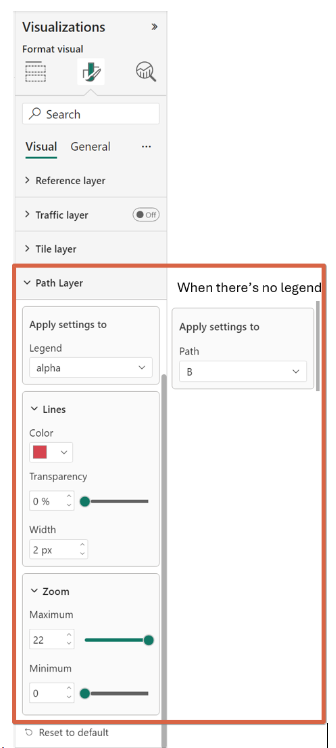 Visualizations »
Format visual
Search
Visual General ...
> Reference layer
> Traffic layer Off
> Tile layer
Path Layer
When there's no legend
Apply settings to
Legend
alpha
Apply settings to
Path
B
Lines
Color
Transparency
0 %
Width
2 px
Zoom
Maximum
22
Minimum
0
Reset to default